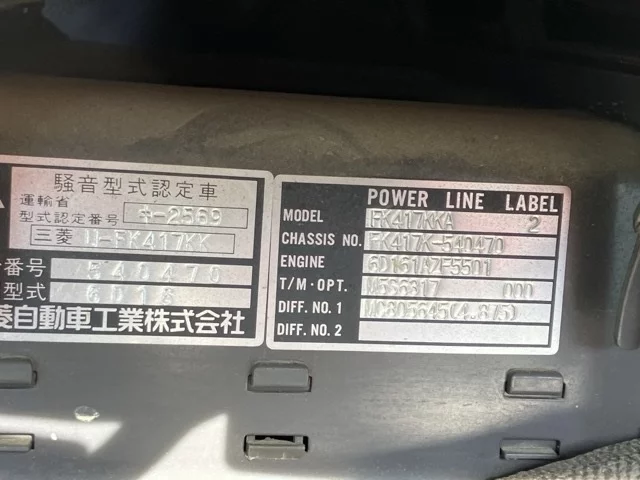 騒音型式認定車
運輸省
型式認定番号 キ-2569
三菱 U-FK417KK
番号 540470
型式 6D16
菱自動車工業株式会社
POWER LINE LABEL
MODEL FK417KKA 2
CHASSIS NO. FK417K-540470
ENGINE 6D161AZF5501
T/M·OPT. M5S6317 000
DIFF. NO. 1 MC805645(4.875)
DIFF. NO. 2